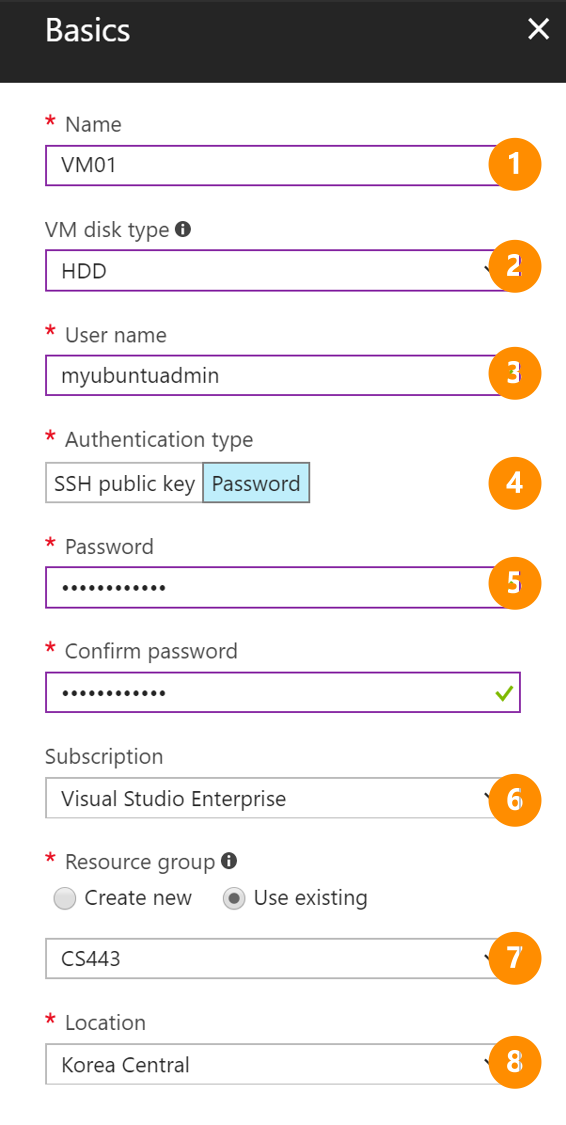 Basics
* Name
VM01 1
VM disk type
HDD 2
* User name
myubuntuadmin 3
* Authentication type
SSH public key Password 4
* Password
•••••••••••• 5
* Confirm password
••••••••••••
Subscription
Visual Studio Enterprise 6
* Resource group
Create new Use existing
CS443 7
* Location
Korea Central 8